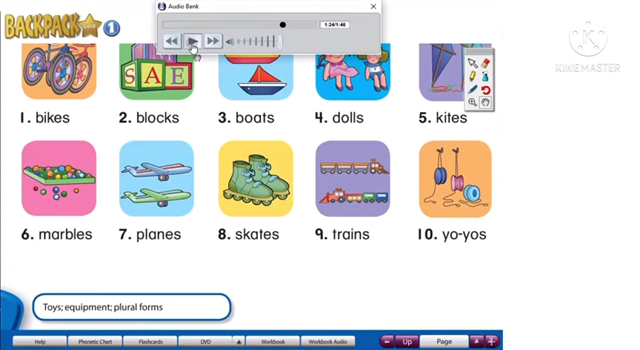 Audio Bank
BACKPACK GOLD 1
1:24/1:46
KINEMASTER
S A E
1. bikes 2. blocks 3. boats 4. dolls 5. kites
6. marbles 7. planes 8. skates 9. trains 10. yo-yos
Toys; equipment; plural forms
Help Phonetic Chart Flashcards DVD Workbook Workbook Audio Up Page